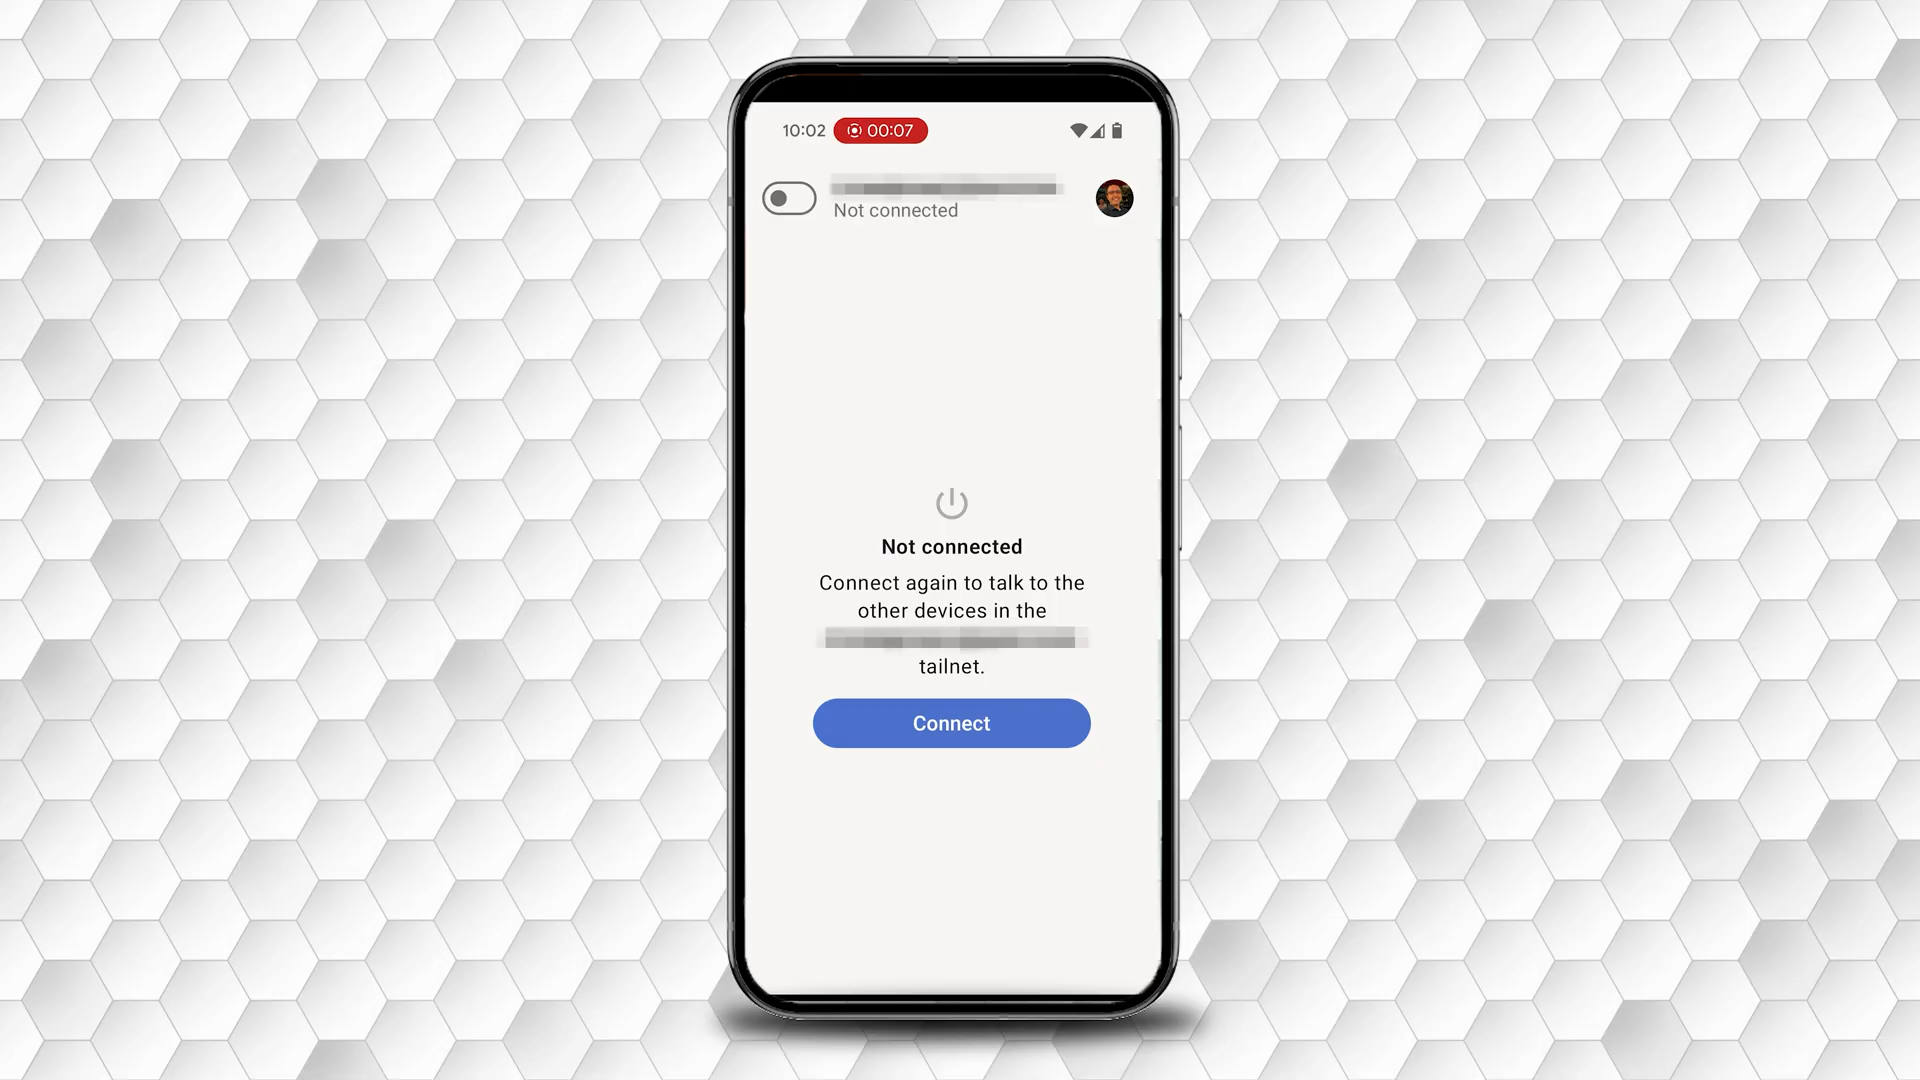 10:02 00:07
Not connected
Not connected
Connect again to talk to the
other devices in the
tailnet.
Connect